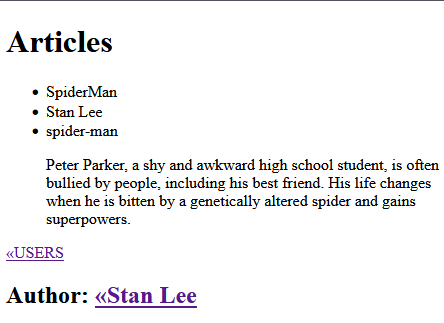 Articles
SpiderMan
Stan Lee
spider-man
Peter Parker, a shy and awkward high school student, is often
bullied by people, including his best friend. His life changes
when he is bitten by a genetically altered spider and gains
superpowers.
«USERS
Author: «Stan Lee